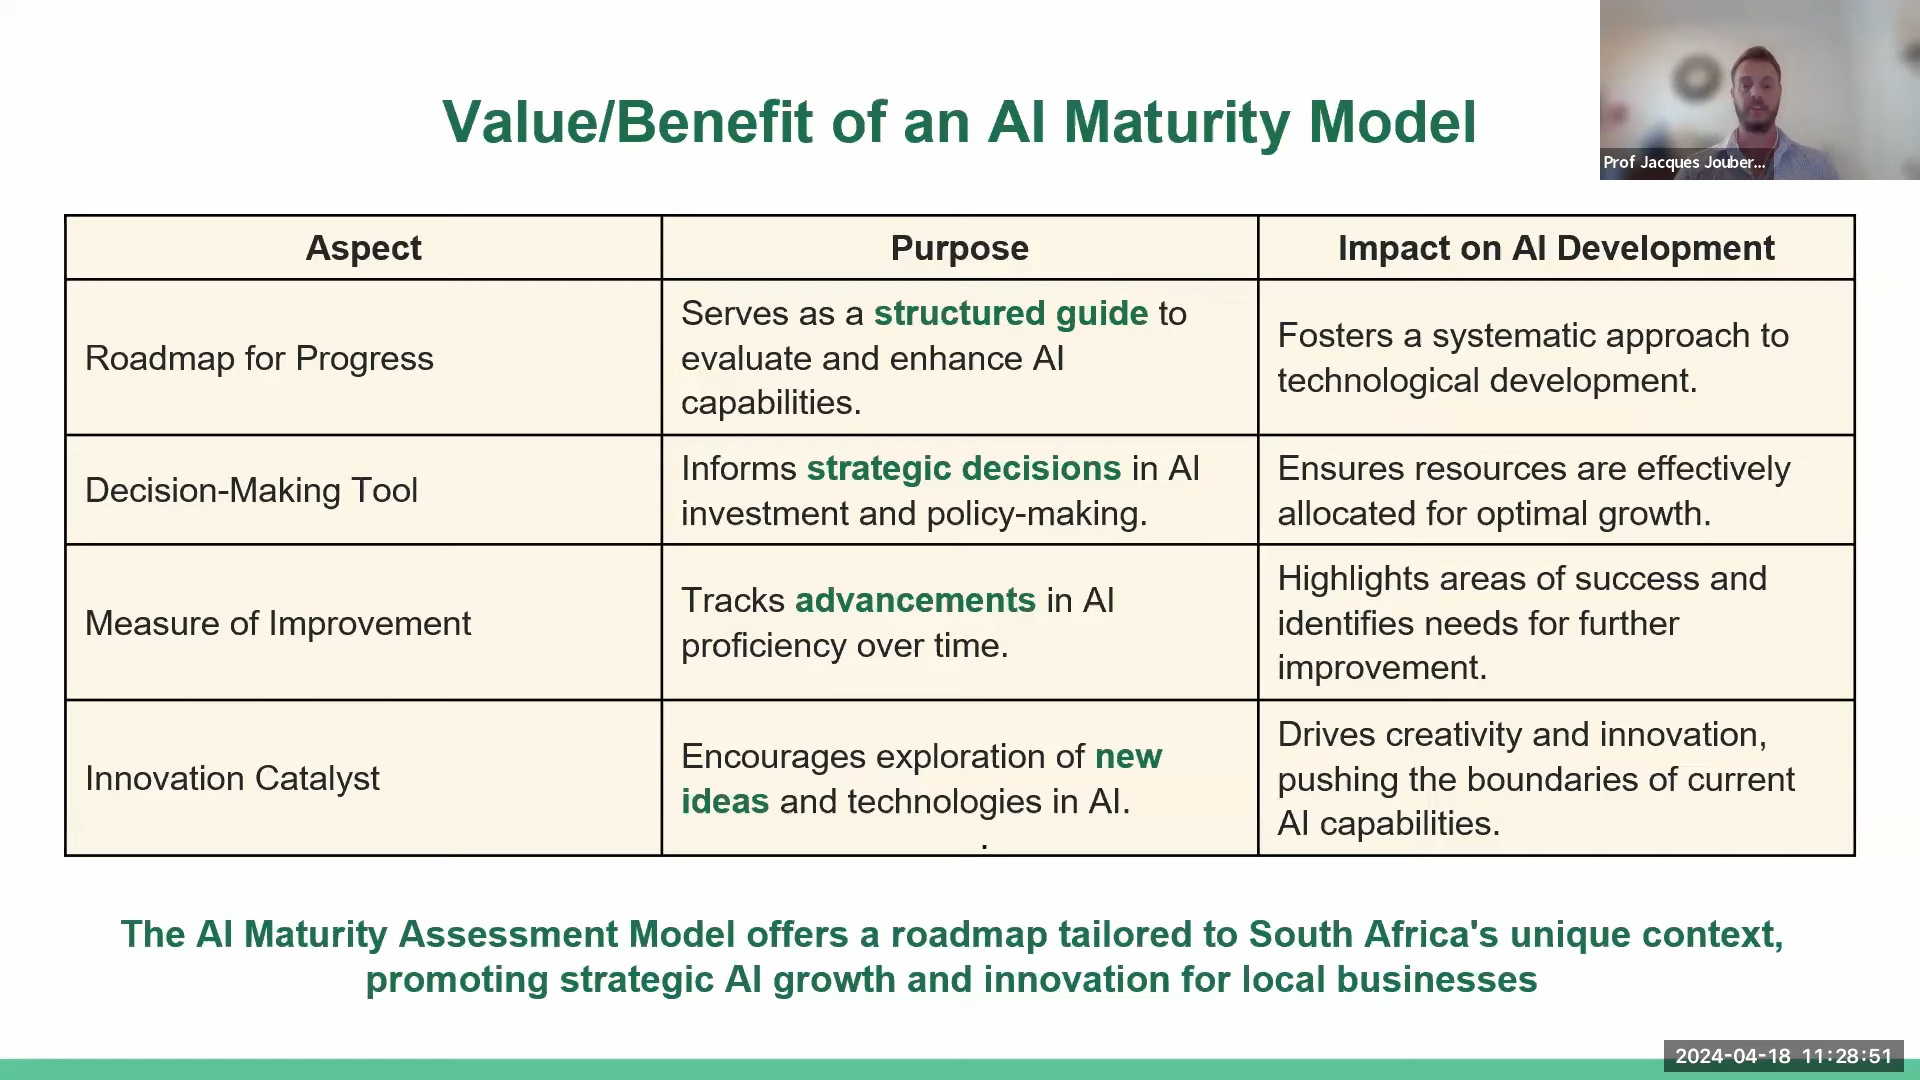 Value/Benefit of an AI Maturity Model
Prof Jacques Jouber...
Aspect
Purpose
Impact on AI Development
Roadmap for Progress
Serves as a structured guide to
evaluate and enhance AI
capabilities.
Fosters a systematic approach to
technological development.
Decision-Making Tool
Informs strategic decisions in AI
investment and policy-making.
Ensures resources are effectively
allocated for optimal growth.
Measure of Improvement
Tracks advancements in AI
proficiency over time.
Highlights areas of success and
identifies needs for further
improvement.
Innovation Catalyst
Encourages exploration of new
ideas and technologies in AI.
.
Drives creativity and innovation,
pushing the boundaries of current
AI capabilities.
The AI Maturity Assessment Model offers a roadmap tailored to South Africa's unique context,
promoting strategic AI growth and innovation for local businesses
2024-04-18 11:28:51